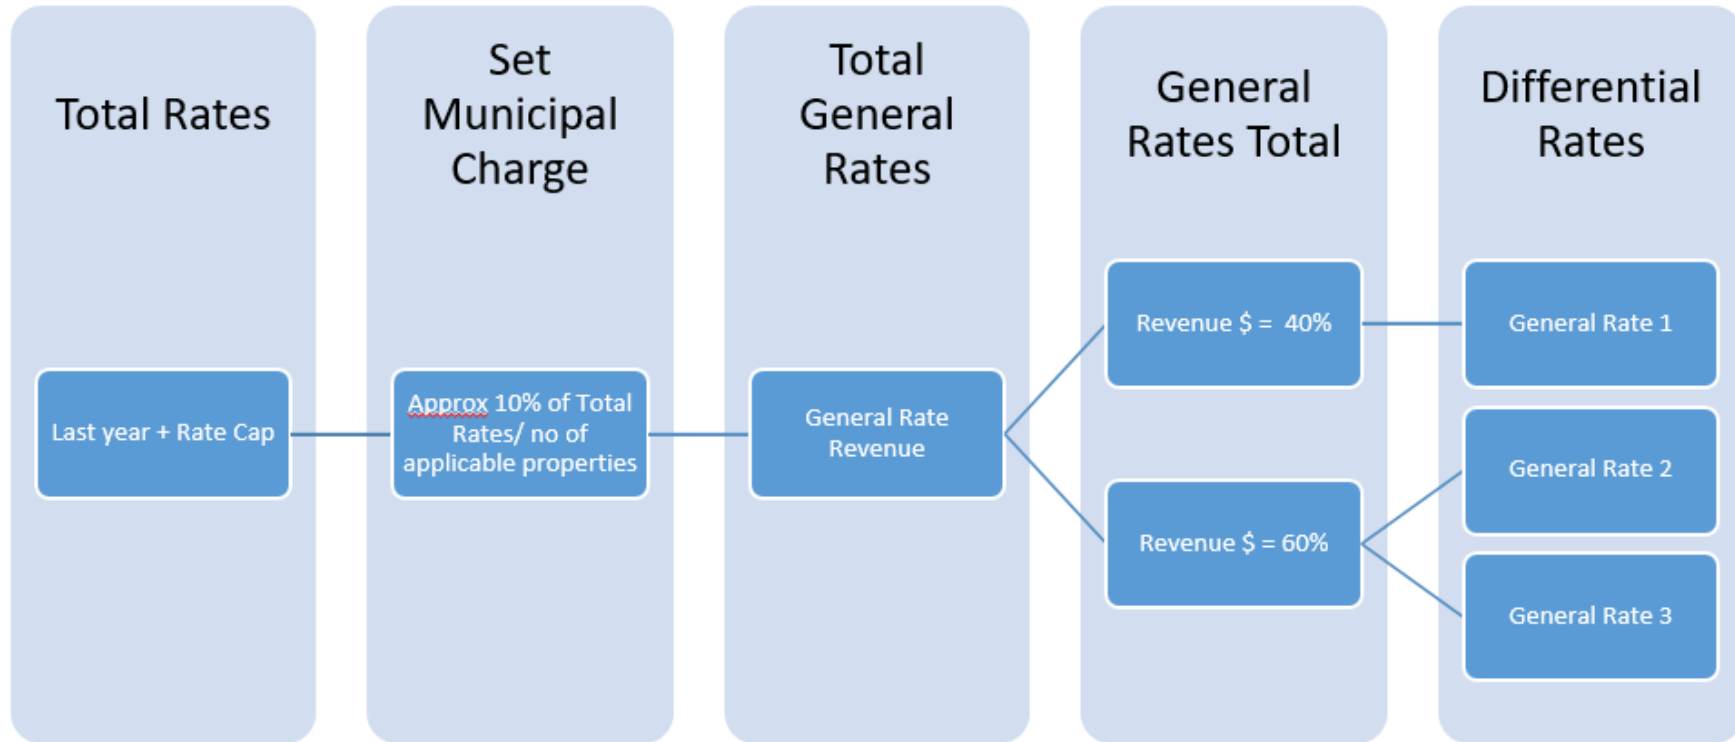 Total Rates
Set
Municipal
Charge
Total
General
Rates
General
Rates Total
Differential
Rates
Last year + Rate Cap
Approx 10% of Total
Rates/ no of
applicable properties
General Rate
Revenue
Revenue $ =  40%
Revenue $ = 60%
General Rate 1
General Rate 2
General Rate 3